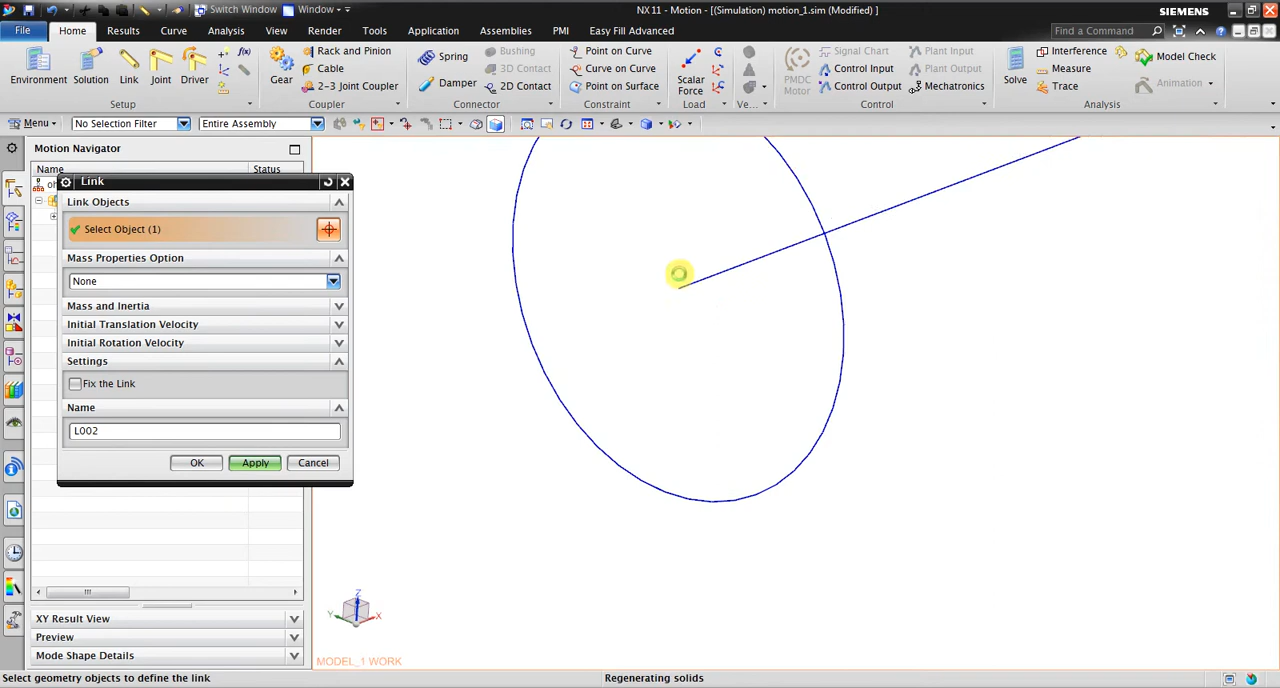 Switch Window
Window
NX 11 - Motion - [(Simulation) motion_1.sim (Modified) ]
SIEMENS
File
Home
Results
Curve
Analysis
View
Render
Tools
Application
Assemblies
PMI
Easy Fill Advanced
Find a Command
Environment
Solution
Link
Joint
Driver
f(x)
Setup
Gear
Rack and Pinion
Cable
2-3 Joint Coupler
Coupler
Spring
Damper
Bushing
3D Contact
2D Contact
Connector
Point on Curve
Curve on Curve
Point on Surface
Constraint
Scalar
Force
Load
Ve...
PMDC
Motor
Signal Chart
Control Input
Control Output
Plant Input
Plant Output
Mechatronics
Control
Solve
Interference
Measure
Trace
Model Check
Animation
Analysis
Menu
No Selection Filter
Entire Assembly
Motion Navigator
Name
Status
Link
Link Objects
Select Object (1)
Mass Properties Option
None
Mass and Inertia
Initial Translation Velocity
Initial Rotation Velocity
Settings
Fix the Link
Name
L002
OK
Apply
Cancel
XY Result View
Preview
Mode Shape Details
Z
Y
X
MODEL_1 WORK
Select geometry objects to define the link
Regenerating solids